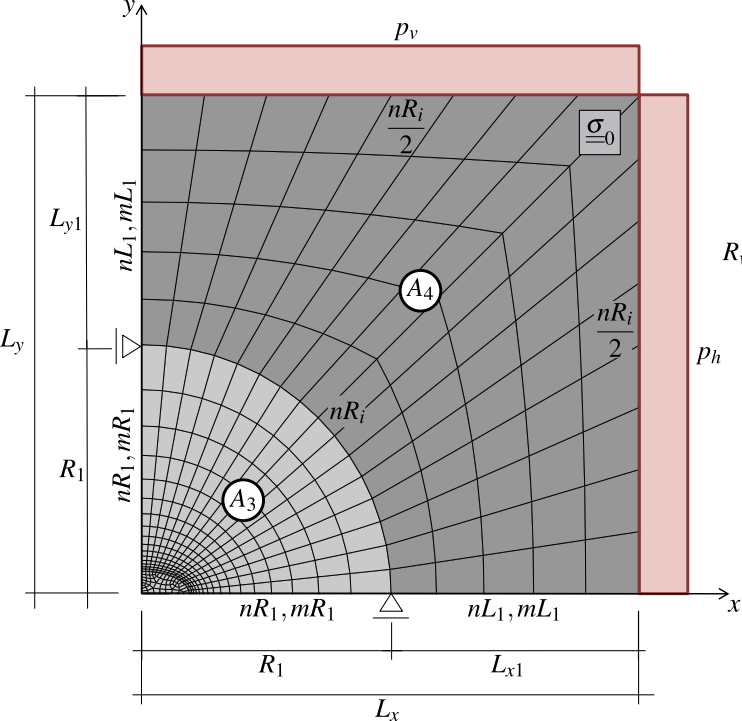 y
p_v
nR_i
2
σ_0
nL_1, mL_1
L_y1
A_4
R
nR_i
2
L_y
p_h
nR_i
nR_1, mR_1
R_1
A_3
x
nR_1, mR_1
nL_1, mL_1
R_1
L_x1
L_x